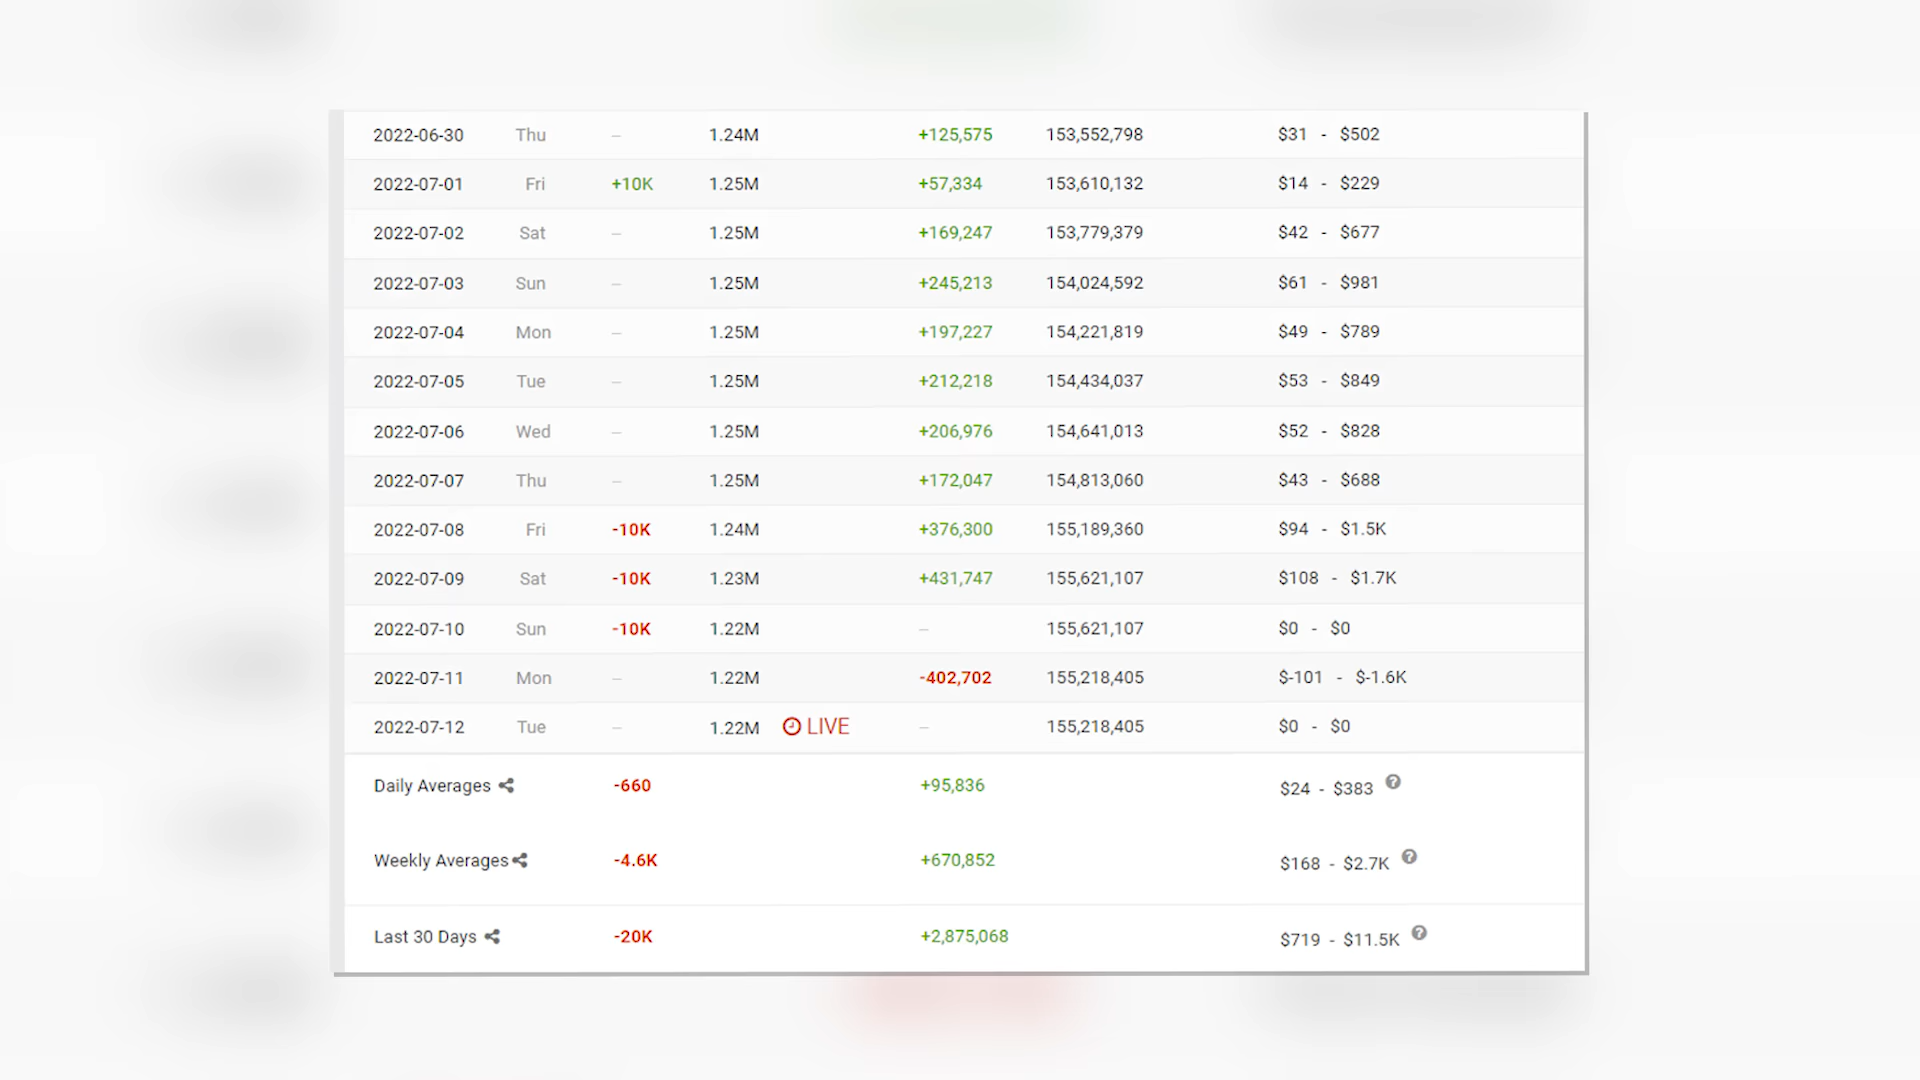 2022-06-30 Thu – 1.24M +125,575 153,552,798 $31 - $502
2022-07-01 Fri +10K 1.25M +57,334 153,610,132 $14 - $229
2022-07-02 Sat – 1.25M +169,247 153,779,379 $42 - $677
2022-07-03 Sun – 1.25M +245,213 154,024,592 $61 - $981
2022-07-04 Mon – 1.25M +197,227 154,221,819 $49 - $789
2022-07-05 Tue – 1.25M +212,218 154,434,037 $53 - $849
2022-07-06 Wed – 1.25M +206,976 154,641,013 $52 - $828
2022-07-07 Thu – 1.25M +172,047 154,813,060 $43 - $688
2022-07-08 Fri -10K 1.24M +376,300 155,189,360 $94 - $1.5K
2022-07-09 Sat -10K 1.23M +431,747 155,621,107 $108 - $1.7K
2022-07-10 Sun -10K 1.22M – 155,621,107 $0 - $0
2022-07-11 Mon – 1.22M -402,702 155,218,405 $-101 - $-1.6K
2022-07-12 Tue – 1.22M LIVE – 155,218,405 $0 - $0
Daily Averages -660 +95,836 $24 - $383 ?
Weekly Averages -4.6K +670,852 $168 - $2.7K ?
Last 30 Days -20K +2,875,068 $719 - $11.5K ?